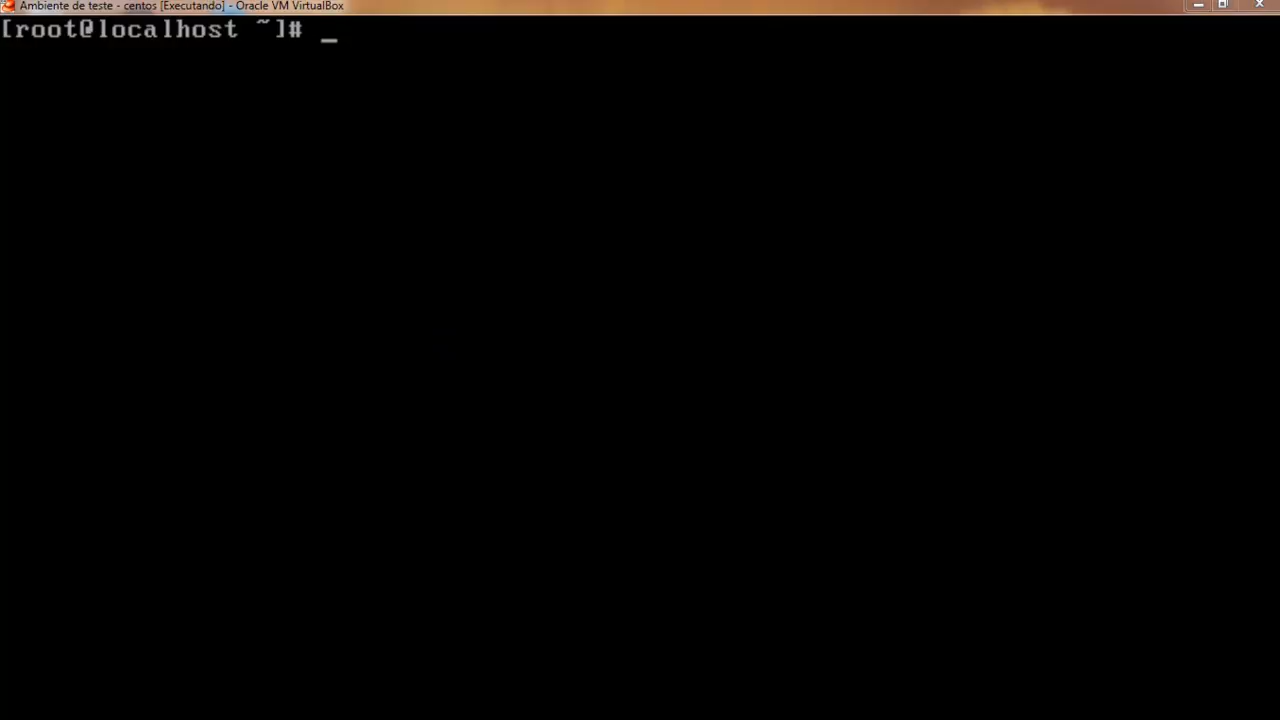 Ambiente de teste - centos [Executando] - Oracle VM VirtualBox
[root@localhost ~]# _